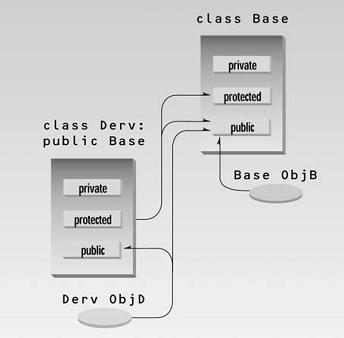 class Base
private
protected
public
class Derv:
public Base
private
protected
public
Base ObjB
Derv ObjD